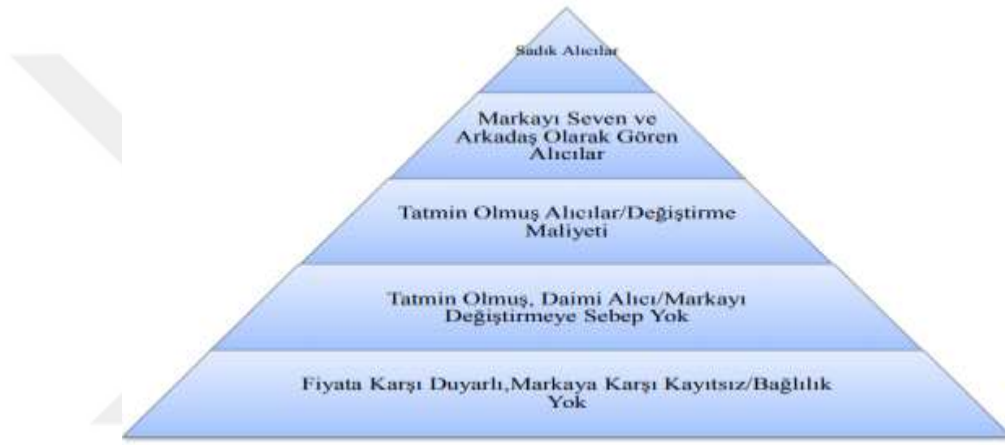 Sadık Alıcılar
Markayı Seven ve
Arkadaş Olarak Gören
Alıcılar
Tatmin Olmuş Alıcılar/Değiştirme
Maliyeti
Tatmin Olmuş, Daimi Alıcı/Markayı
Değiştirmeye Sebep Yok
Fiyata Karşı Duyarlı,Markaya Karşı Kayıtsız/Bağlılık
Yok